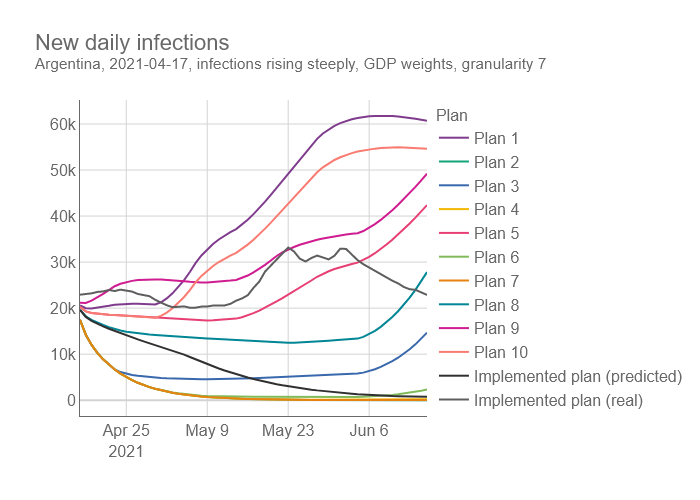 New daily infections
Argentina, 2021-04-17, infections rising steeply, GDP weights, granularity 7
Plan
60k
50k
40k
30k
20k
10k
0
Apr 25
2021
May 9
May 23
Jun 6
Plan 1
Plan 2
Plan 3
Plan 4
Plan 5
Plan 6
Plan 7
Plan 8
Plan 9
Plan 10
Implemented plan (predicted)
Implemented plan (real)